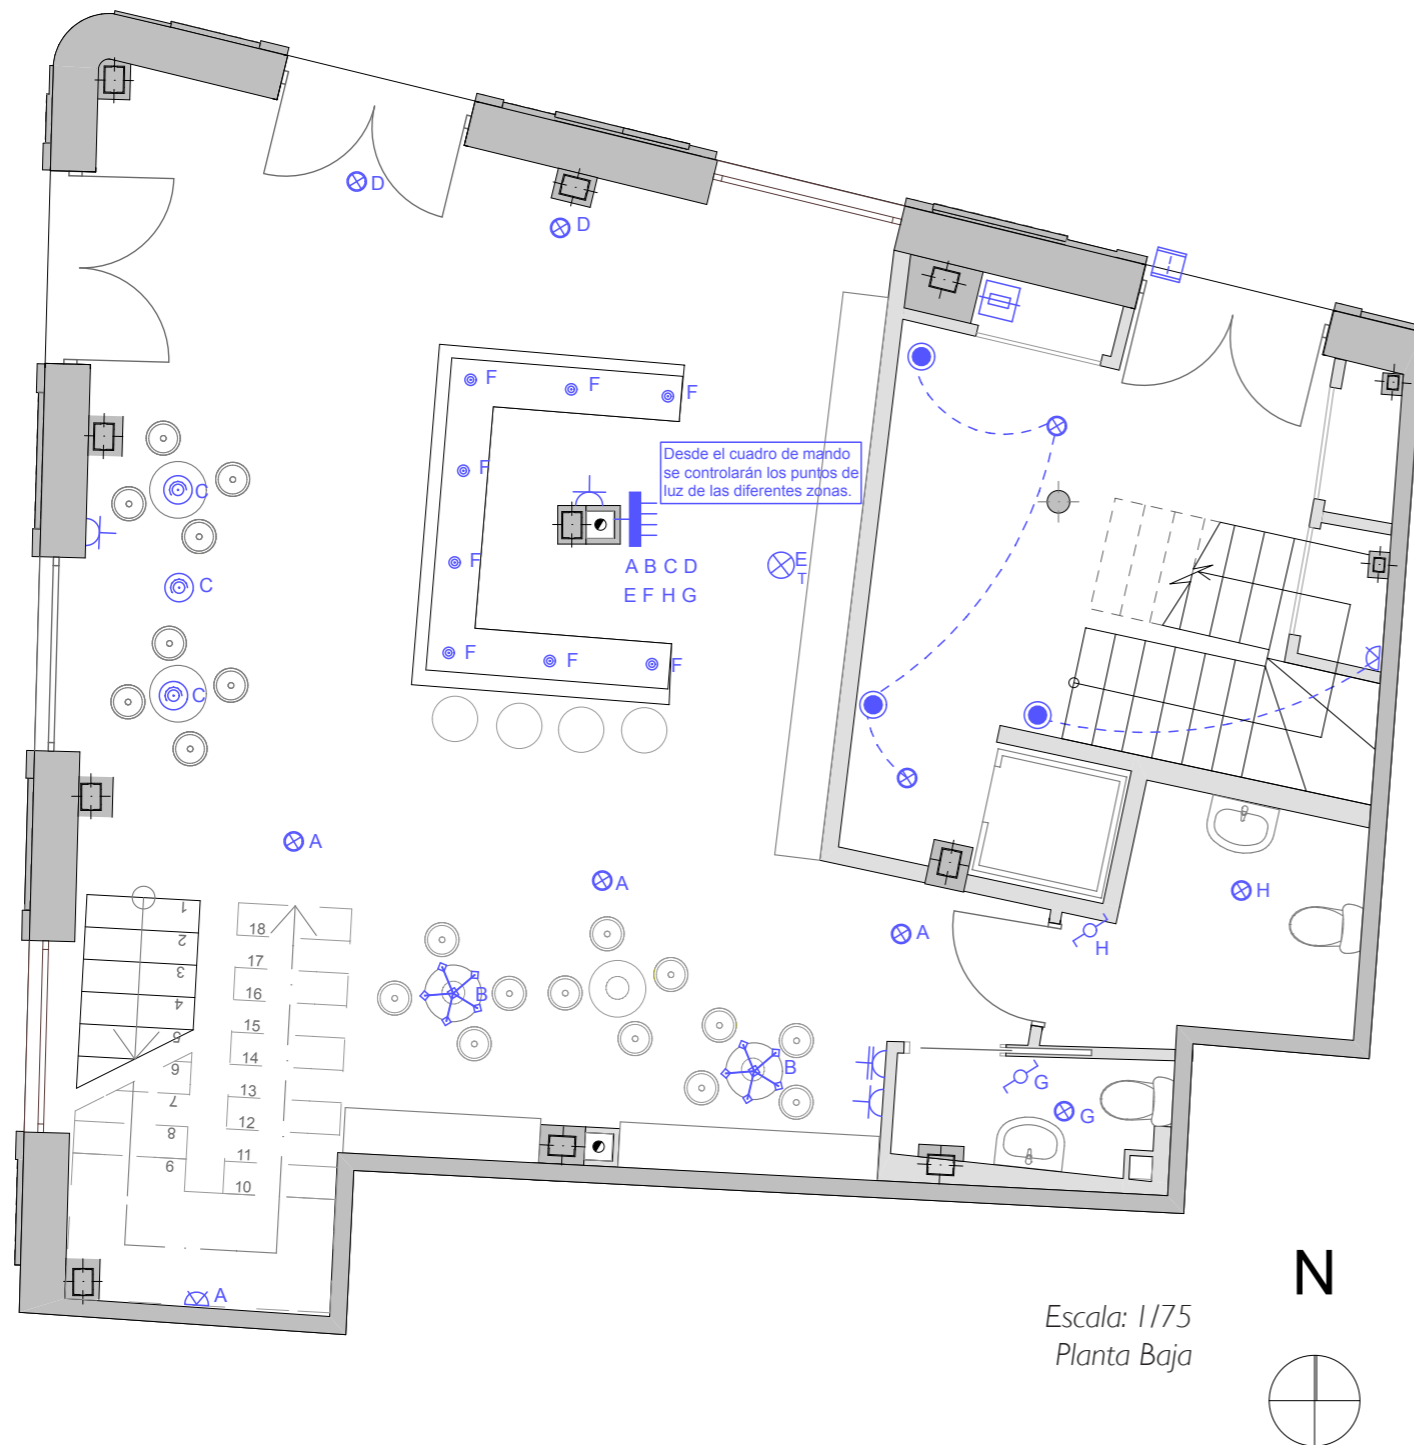 D
D
F
F
F
Desde el cuadro de mando
se controlarán los puntos de
luz de las diferentes zonas.
F
C
E
T
F
A B C D
C
E F H G
F
F
F
C
A
A
H
1
18
A
2
H
17
3
16
B
4
15
5
14
B
6
G
13
7
G
12
8
11
9
10
N
A
Escala: 1/75
Planta Baja